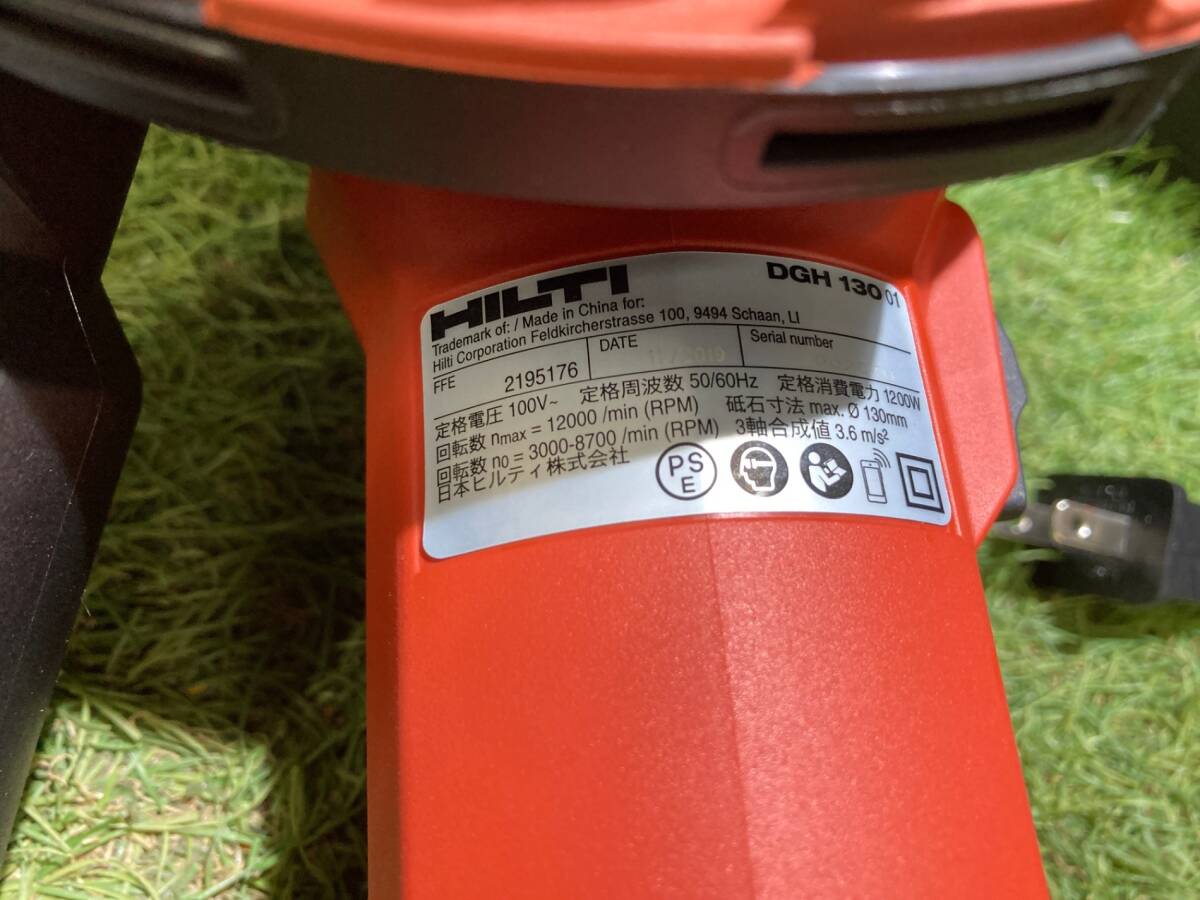 HILTI
DGH 130 01
Trademark of: / Made in China for:
Hilti Corporation Feldkircherstrasse 100, 9494 Schaan, LI
FFE 2195176
DATE
Serial number
定格電圧 100V~ 定格周波数 50/60Hz 定格消費電力 1200W
回転数 nmax = 12000 /min (RPM) 砥石寸法 max. Ø 130mm
回転数 no = 3000-8700 /min (RPM) 3軸合成値 3.6 m/s²
日本ヒルティ株式会社
PS
E